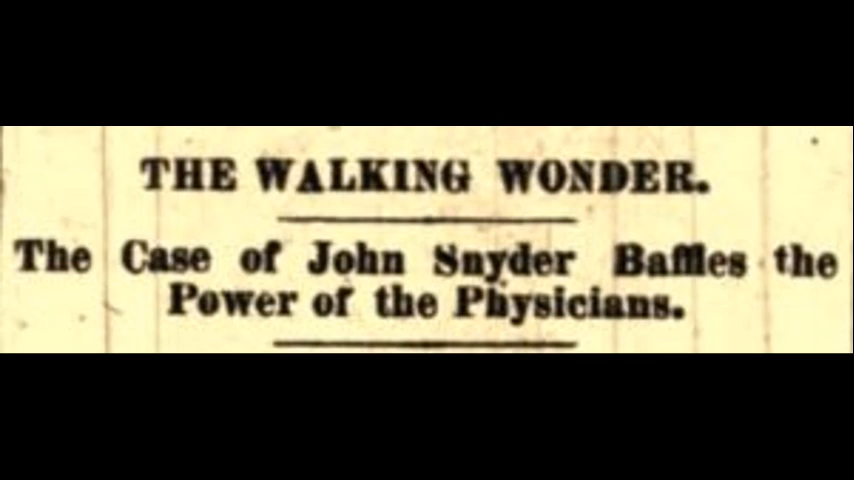 THE WALKING WONDER.
The Case of John Snyder Baffles the
Power of the Physicians.